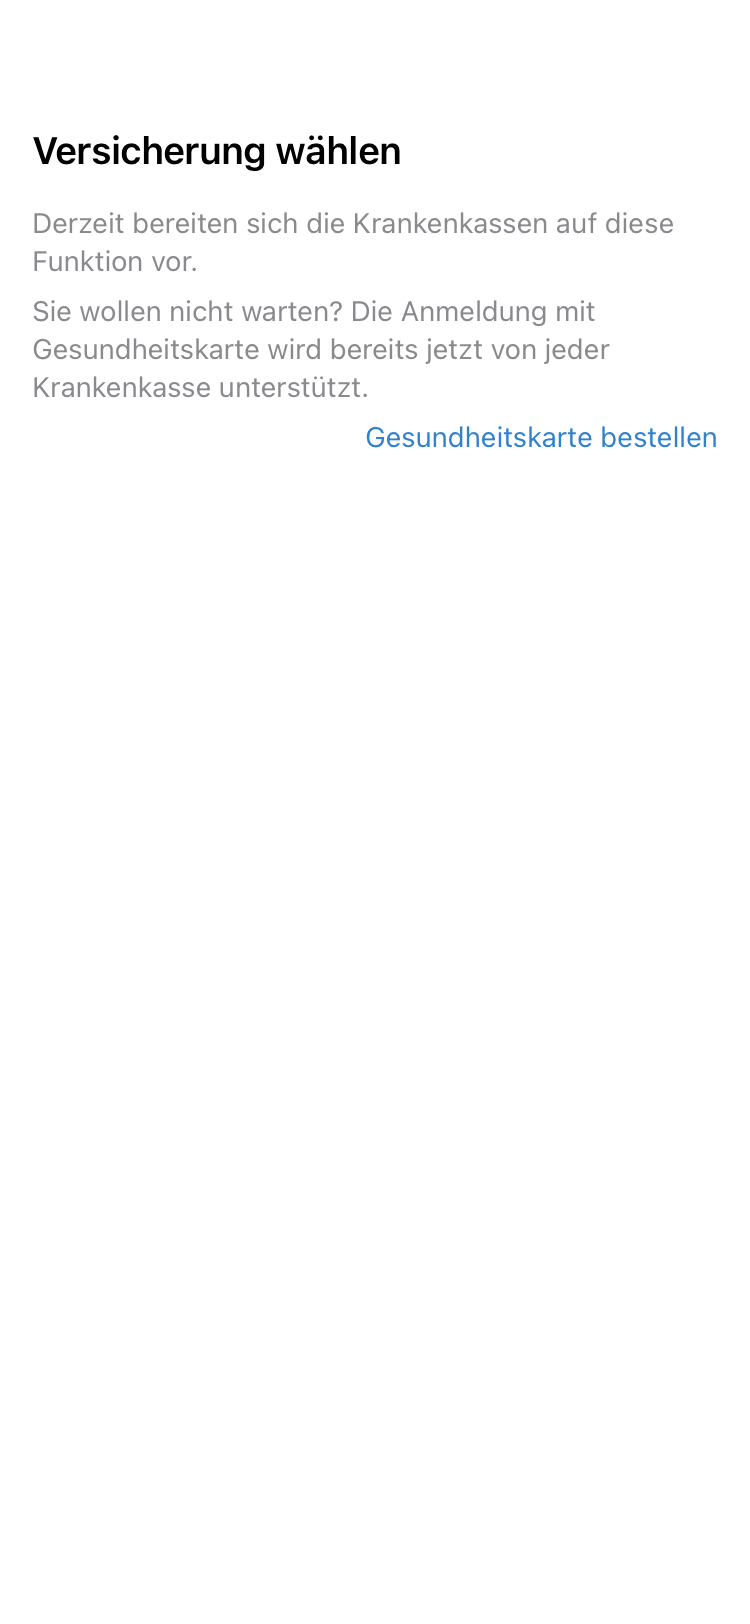 Versicherung wählen
Derzeit bereiten sich die Krankenkassen auf diese
Funktion vor.
Sie wollen nicht warten? Die Anmeldung mit
Gesundheitskarte wird bereits jetzt von jeder
Krankenkasse unterstützt.
Gesundheitskarte bestellen